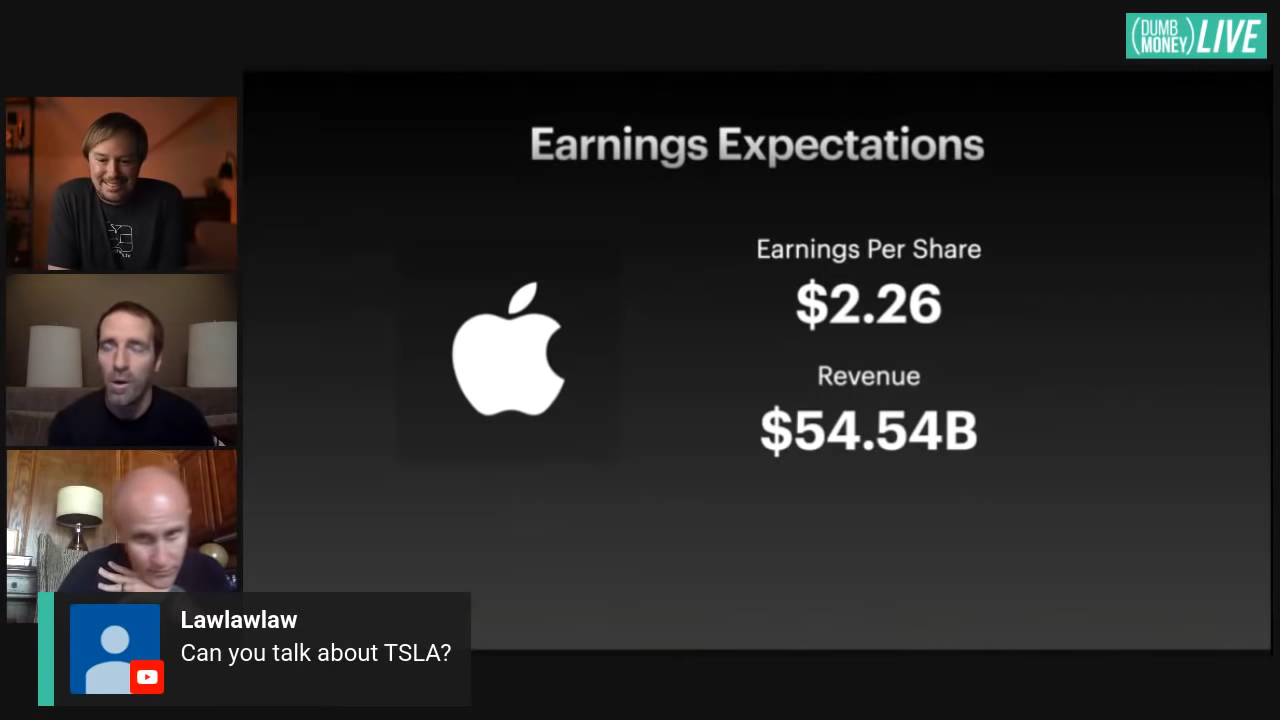 (DUMB MONEY) LIVE
Earnings Expectations
Earnings Per Share
$2.26
Revenue
$54.54B
Lawlawlaw
Can you talk about TSLA?